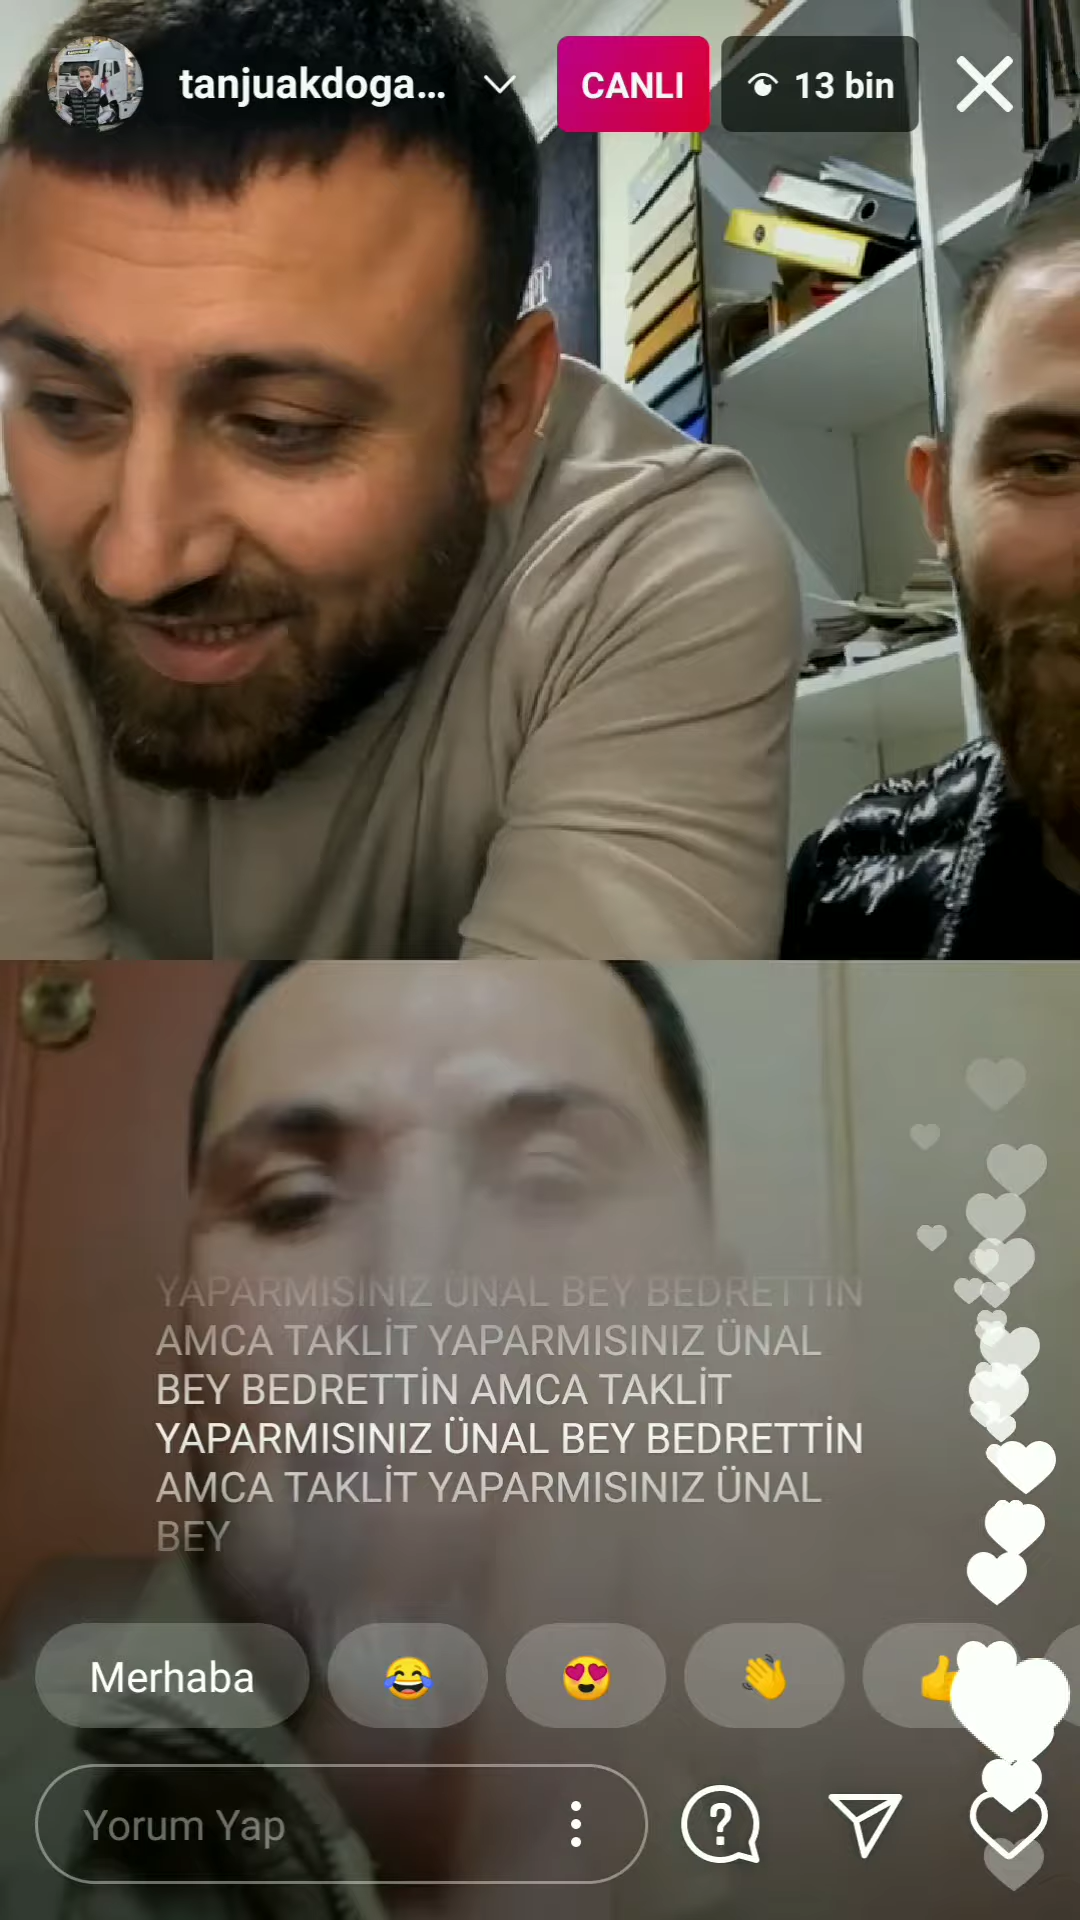 tanjuakdoga...
CANLI
13 bin
YAPARMISINIZ ÜNAL BEY BEDRETTİN
AMCA TAKLİT YAPARMISINIZ ÜNAL
BEY BEDRETTİN AMCA TAKLİT
YAPARMISINIZ ÜNAL BEY BEDRETTİN
AMCA TAKLİT YAPARMISINIZ ÜNAL
BEY
Merhaba
Yorum Yap